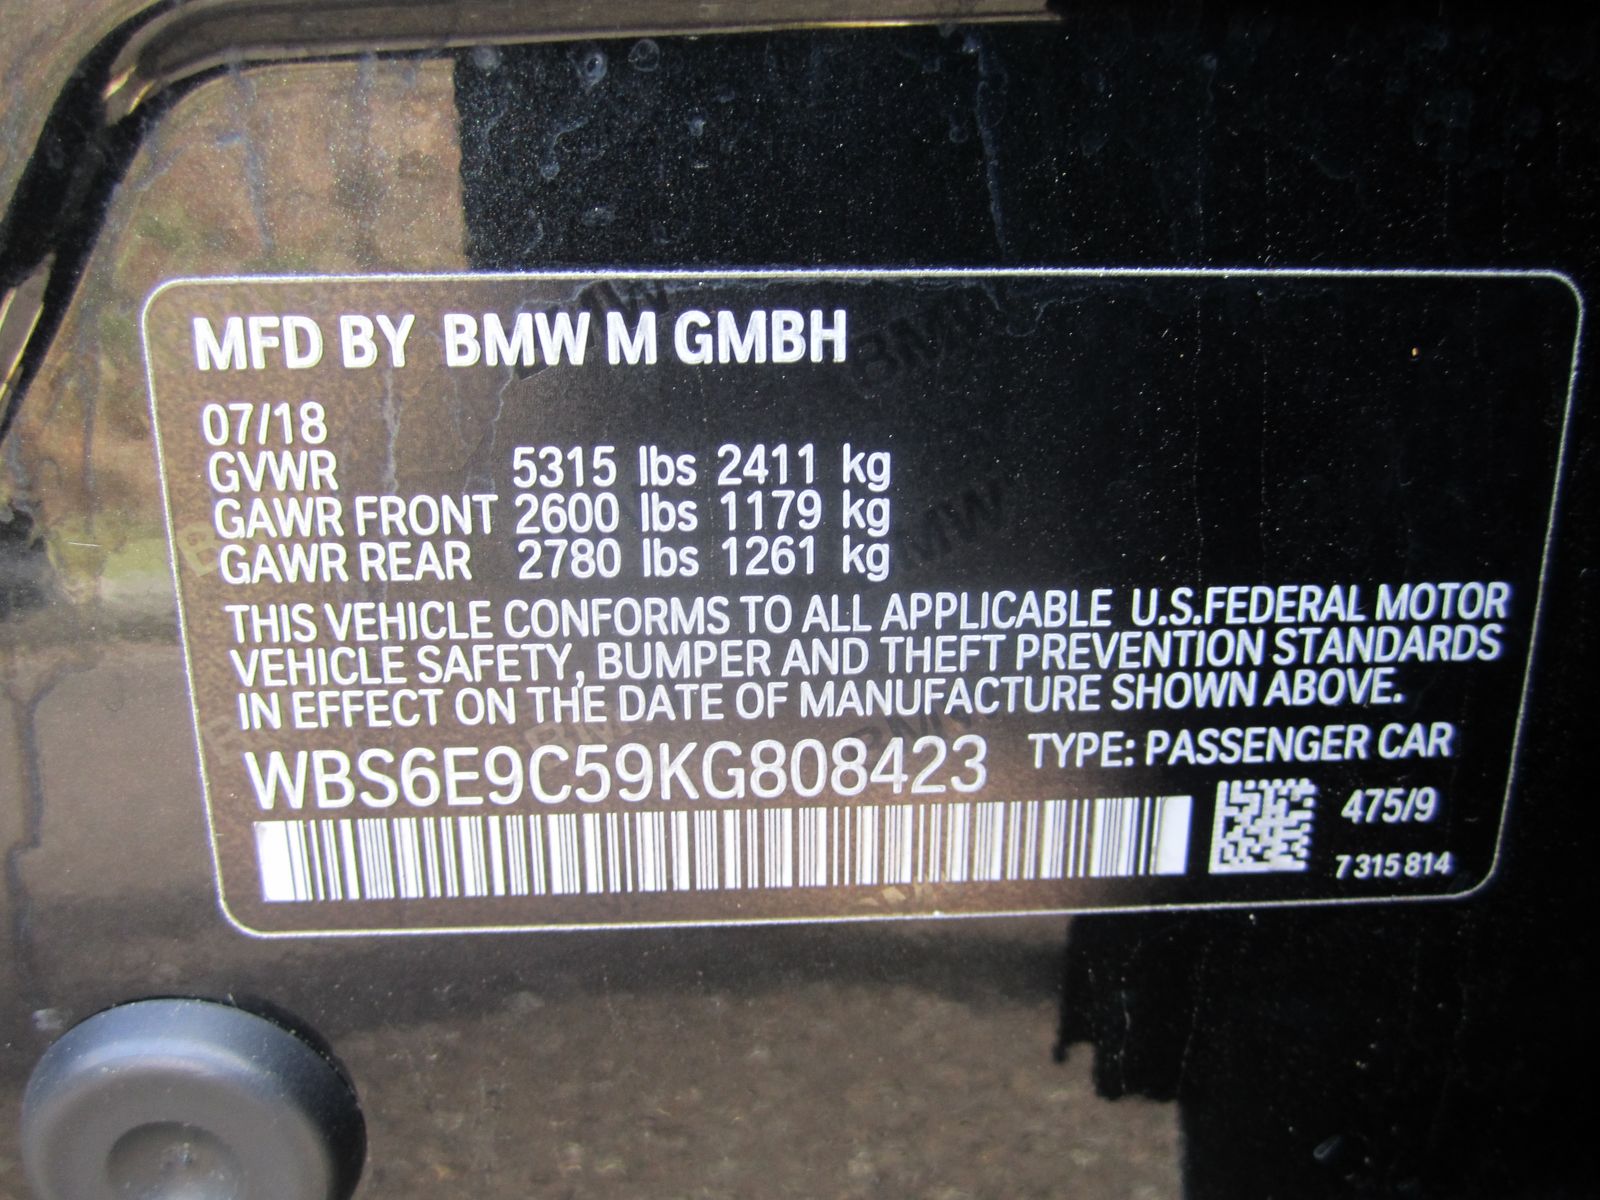 MFD BY BMW M GMBH
07/18
GVWR 5315 lbs 2411 kg
GAWR FRONT 2600 lbs 1179 kg
GAWR REAR 2780 lbs 1261 kg
THIS VEHICLE CONFORMS TO ALL APPLICABLE U.S.FEDERAL MOTOR
VEHICLE SAFETY, BUMPER AND THEFT PREVENTION STANDARDS
IN EFFECT ON THE DATE OF MANUFACTURE SHOWN ABOVE.
WBS6E9C59KG808423 TYPE: PASSENGER CAR
475/9
7 315 814